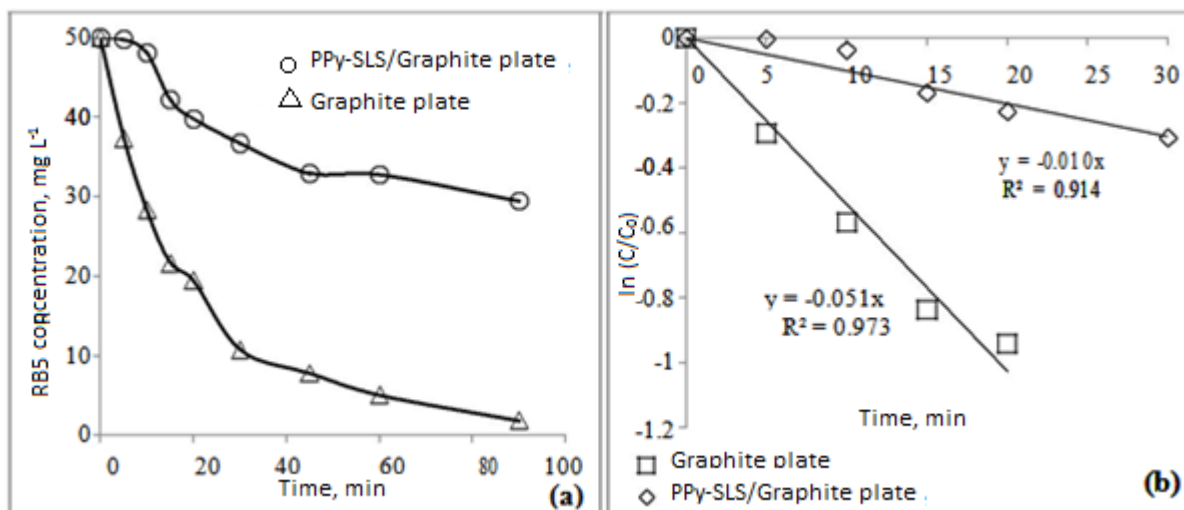 50
40
30
20
10
0
RB5 concentration, mg L⁻¹
PPy-SLS/Graphite plate
Graphite plate
0 20 40 60 80 100
Time, min
(a)
0
-0.2
-0.4
-0.6
-0.8
-1
-1.2
ln (C/C₀)
0 5 10 15 20 25 30
y = -0.010x
R² = 0.914
y = -0.051x
R² = 0.973
Time, min
Graphite plate
PPy-SLS/Graphite plate
(b)